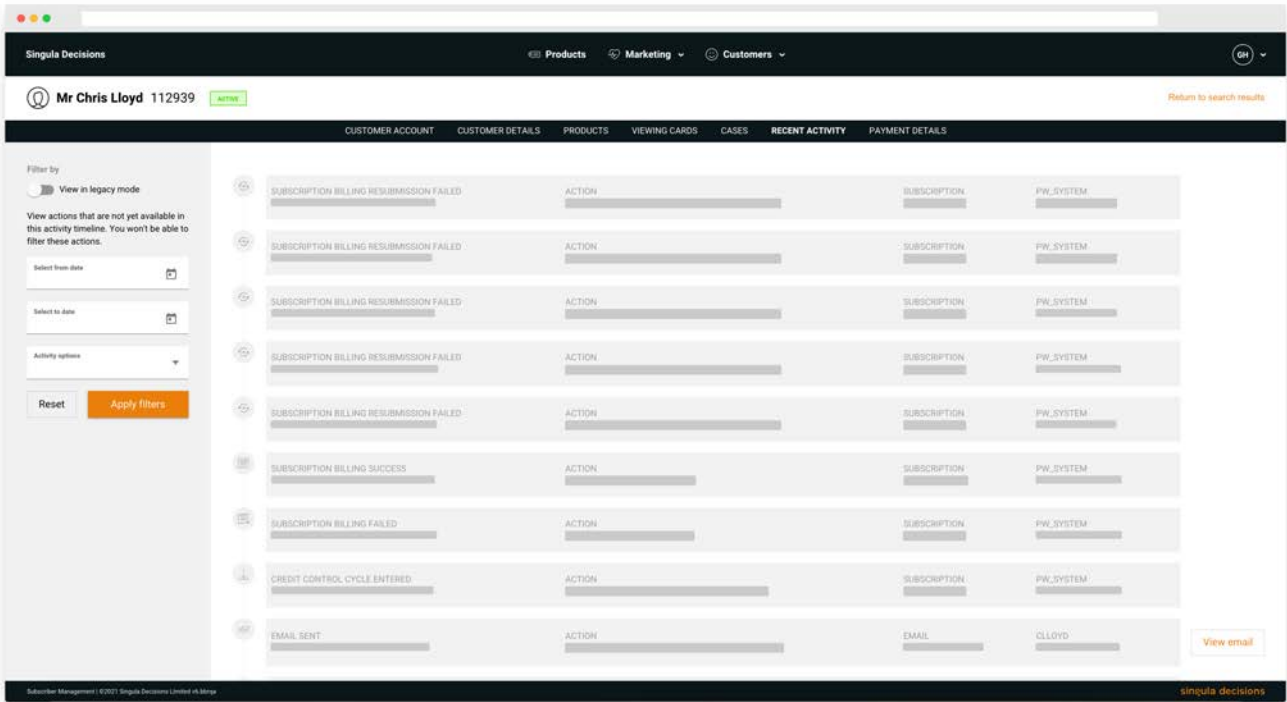 Singula Decisions
Products
Marketing
Customers
GH
Mr Chris Lloyd 112939 ACTIVE
Return to search results
CUSTOMER ACCOUNT CUSTOMER DETAILS PRODUCTS VIEWING CARDS CASES RECENT ACTIVITY PAYMENT DETAILS
Filter by
View in legacy mode
View actions that are not yet available in
this activity timeline. You won't be able to
filter these actions.
Select from date
Select to date
Activity options
Reset
Apply filters
SUBSCRIPTION BILLING RESUBMISSION FAILED ACTION SUBSCRIPTION PW_SYSTEM
SUBSCRIPTION BILLING RESUBMISSION FAILED ACTION SUBSCRIPTION PW_SYSTEM
SUBSCRIPTION BILLING RESUBMISSION FAILED ACTION SUBSCRIPTION PW_SYSTEM
SUBSCRIPTION BILLING RESUBMISSION FAILED ACTION SUBSCRIPTION PW_SYSTEM
SUBSCRIPTION BILLING RESUBMISSION FAILED ACTION SUBSCRIPTION PW_SYSTEM
SUBSCRIPTION BILLING SUCCESS ACTION SUBSCRIPTION PW_SYSTEM
SUBSCRIPTION BILLING FAILED ACTION SUBSCRIPTION PW_SYSTEM
CREDIT CONTROL CYCLE ENTERED ACTION SUBSCRIPTION PW_SYSTEM
EMAIL SENT ACTION EMAIL CLLOYD
View email
Subscriber Management | ©2021 Singula Decisions Limited
singula decisions